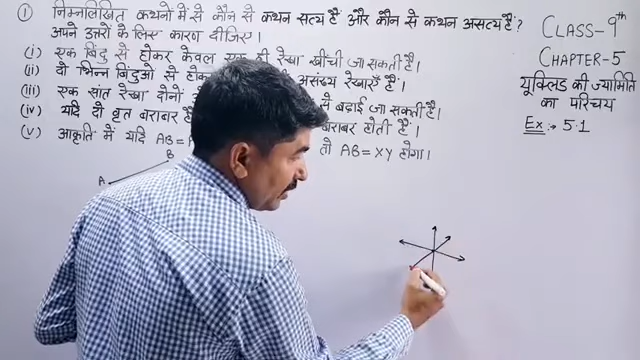 ① निम्नलिखित कथनों में से कौन से कथन सत्य हैं और कौन से कथन असत्य हैं?
अपने उत्तरों के लिए कारण दीजिए।
(i) एक बिंदु से होकर केवल एक ही रेखा खींची जा सकती है।
(ii) दो भिन्न बिंदुओ से होकर असंख्य रेखाएँ हैं।
(iii) एक सांत रेखा दोनों से बढ़ाई जा सकती है।
(iv) यदि दो वृत बराबर हैं बराबर होती हैं।
(v) आकृति में यदि AB= तो AB = XY होगा।
A B
CLASS-9th
CHAPTER-5
यूक्लिड की ज्यामिति
का परिचय
Ex:→ 5.1